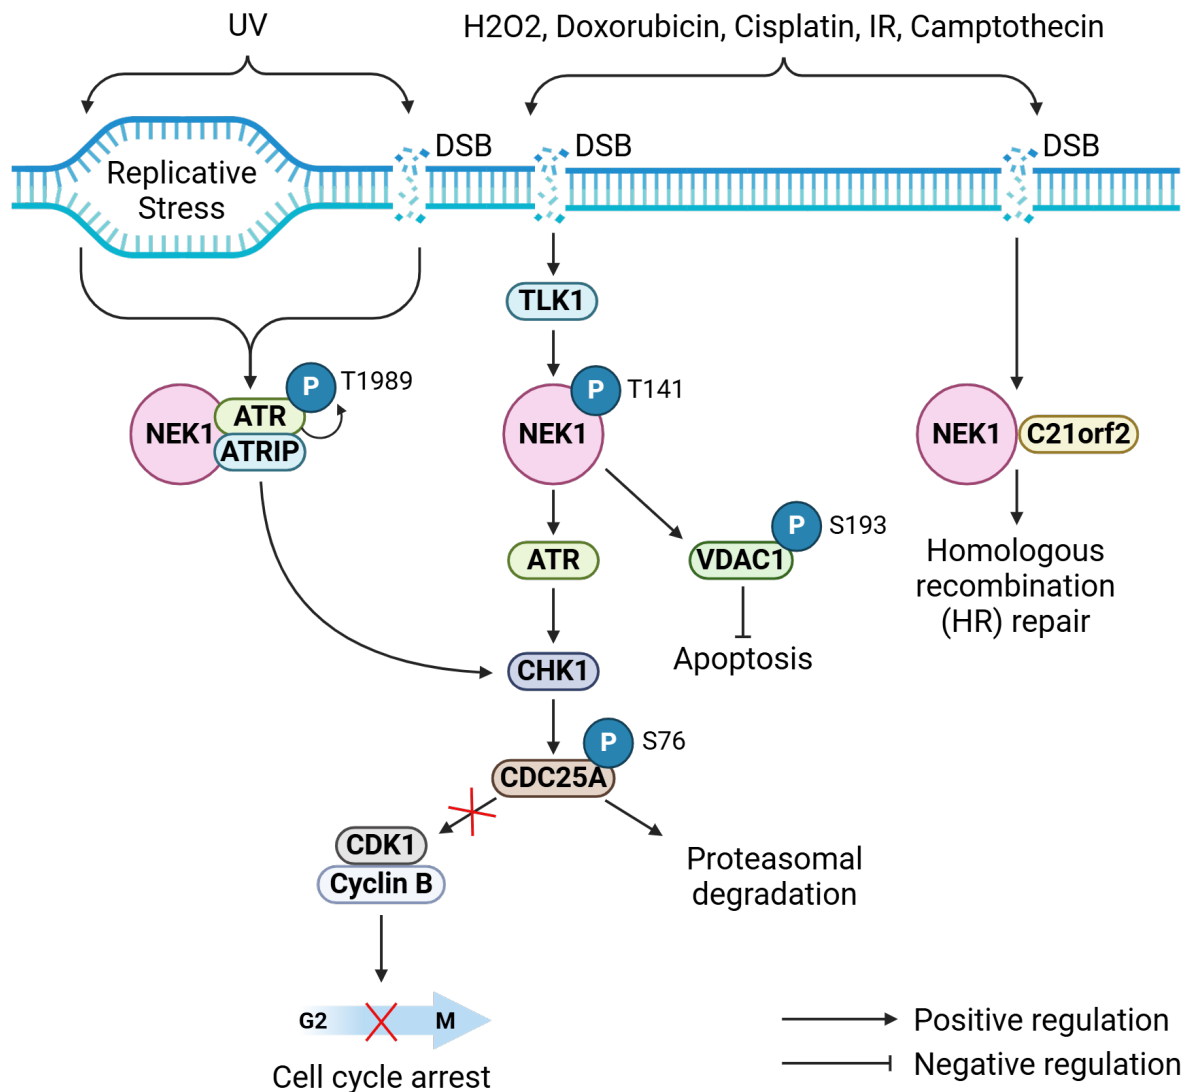 UV
H2O2, Doxorubicin, Cisplatin, IR, Camptothecin
DSB
DSB
DSB
Replicative
Stress
TLK1
P
T1989
NEK1
ATR
ATRIP
P
T141
NEK1
NEK1
C21orf2
ATR
P
S193
VDAC1
Apoptosis
Homologous
recombination
(HR) repair
CHK1
P
S76
CDC25A
CDK1
Cyclin B
Proteasomal
degradation
G2
M
Cell cycle arrest
Positive regulation
Negative regulation